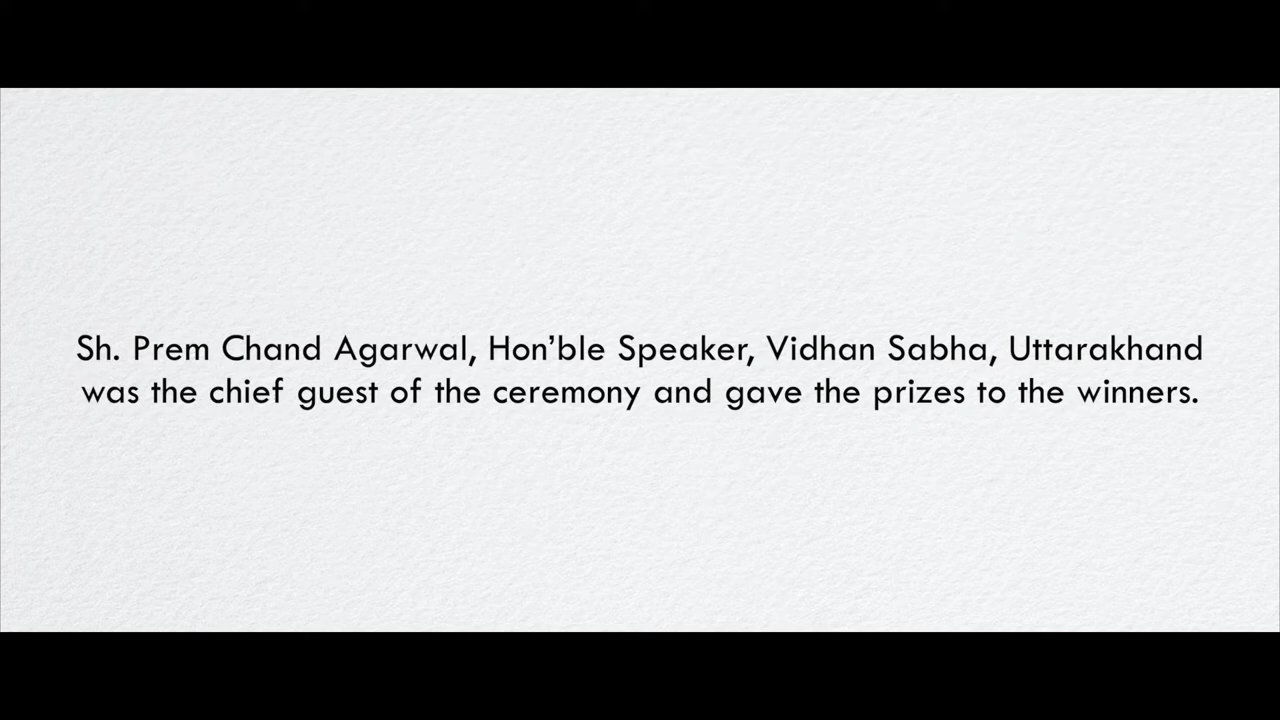 Sh. Prem Chand Agarwal, Hon’ble Speaker, Vidhan Sabha, Uttarakhand
was the chief guest of the ceremony and gave the prizes to the winners.